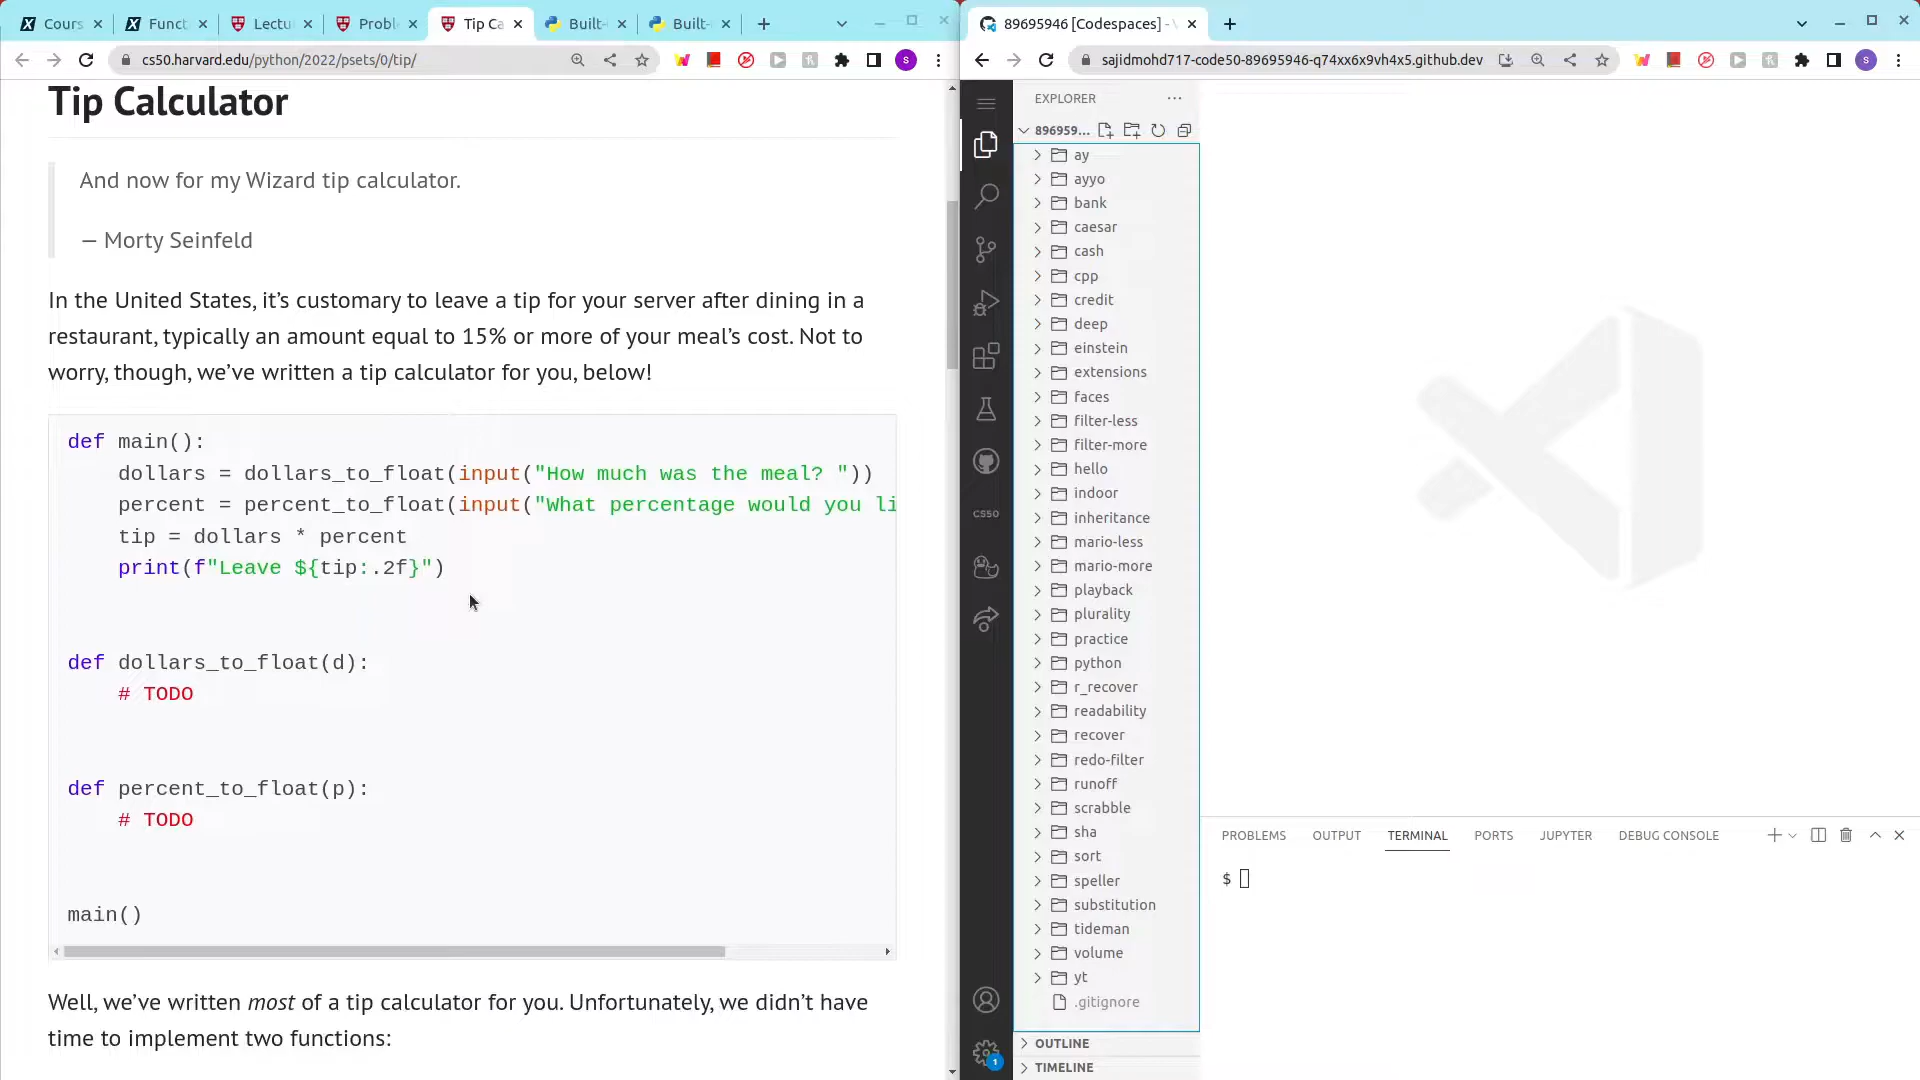 Cours
Funct
Lectu
Probl
Tip Ca
Built-
Built-
cs50.harvard.edu/python/2022/psets/0/tip/
S
Tip Calculator
And now for my Wizard tip calculator.
— Morty Seinfeld
In the United States, it’s customary to leave a tip for your server after dining in a
restaurant, typically an amount equal to 15% or more of your meal’s cost. Not to
worry, though, we’ve written a tip calculator for you, below!
def main():
    dollars = dollars_to_float(input("How much was the meal? "))
    percent = percent_to_float(input("What percentage would you li
    tip = dollars * percent
    print(f"Leave ${tip:.2f}")
def dollars_to_float(d):
    # TODO
def percent_to_float(p):
    # TODO
main()
Well, we’ve written most of a tip calculator for you. Unfortunately, we didn’t have
time to implement two functions:
89695946 [Codespaces] - V
sajidmohd717-code50-89695946-q74xx6x9vh4x5.github.dev
S
EXPLORER
896959...
ay
ayyo
bank
caesar
cash
cpp
credit
deep
einstein
extensions
faces
filter-less
filter-more
hello
indoor
inheritance
mario-less
mario-more
playback
plurality
practice
python
r_recover
readability
recover
redo-filter
runoff
scrabble
sha
sort
speller
substitution
tideman
volume
yt
.gitignore
OUTLINE
TIMELINE
CS50
1
PROBLEMS OUTPUT TERMINAL PORTS JUPYTER DEBUG CONSOLE
$